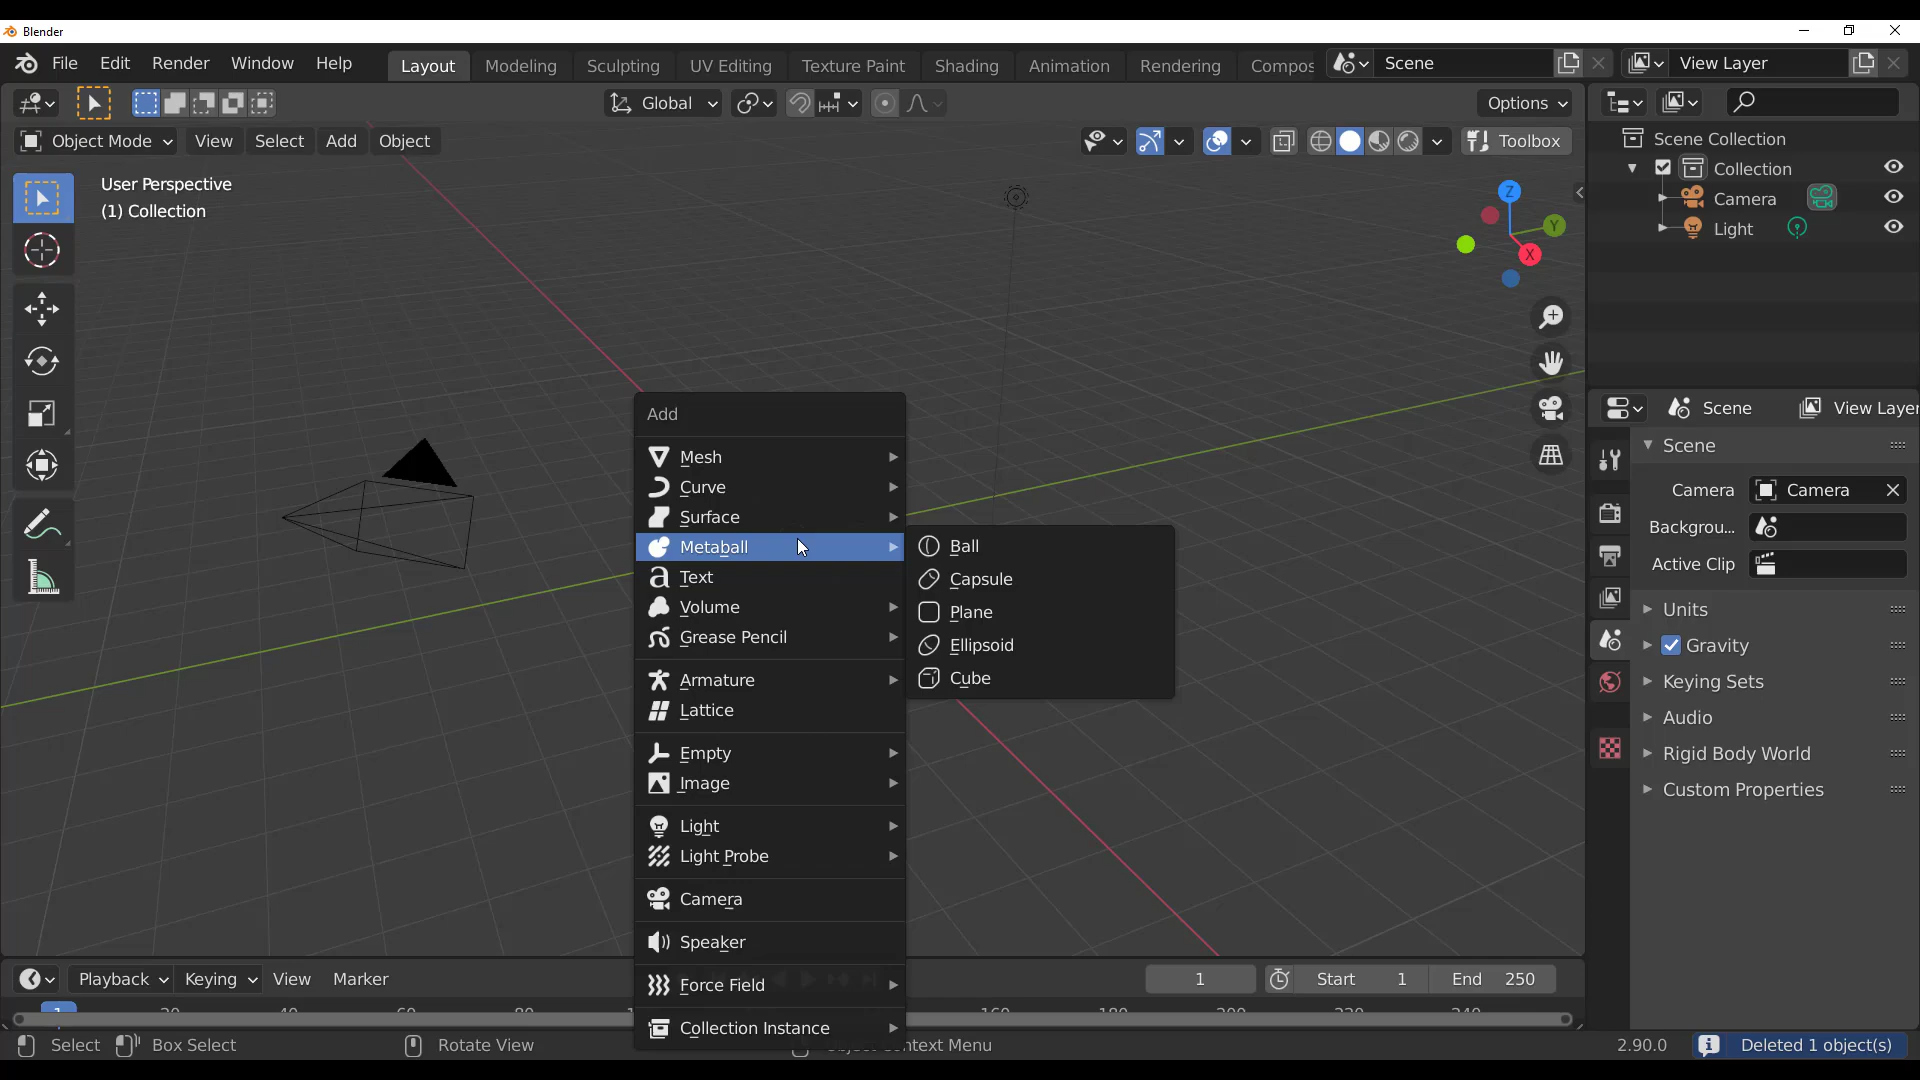 Blender
File Edit Render Window Help Layout Modeling Sculpting UV Editing Texture Paint Shading Animation Rendering Compos Scene View Layer
Global Options
Object Mode View Select Add Object Toolbox
User Perspective
(1) Collection
Z
Y
X
Scene Collection
Collection
Camera
Light
Add
Mesh
Curve
Surface
Metaball
Text
Volume
Grease Pencil
Armature
Lattice
Empty
Image
Light
Light Probe
Camera
Speaker
Force Field
Collection Instance
Ball
Capsule
Plane
Ellipsoid
Cube
Scene View Layer
Scene
Camera Camera
Backgrou...
Active Clip
Units
Gravity
Keying Sets
Audio
Rigid Body World
Custom Properties
Playback Keying View Marker 1 Start 1 End 250
1 20 40 60 80 160 180 200 220 240
Select Box Select Rotate View Object Context Menu 2.90.0 Deleted 1 object(s)